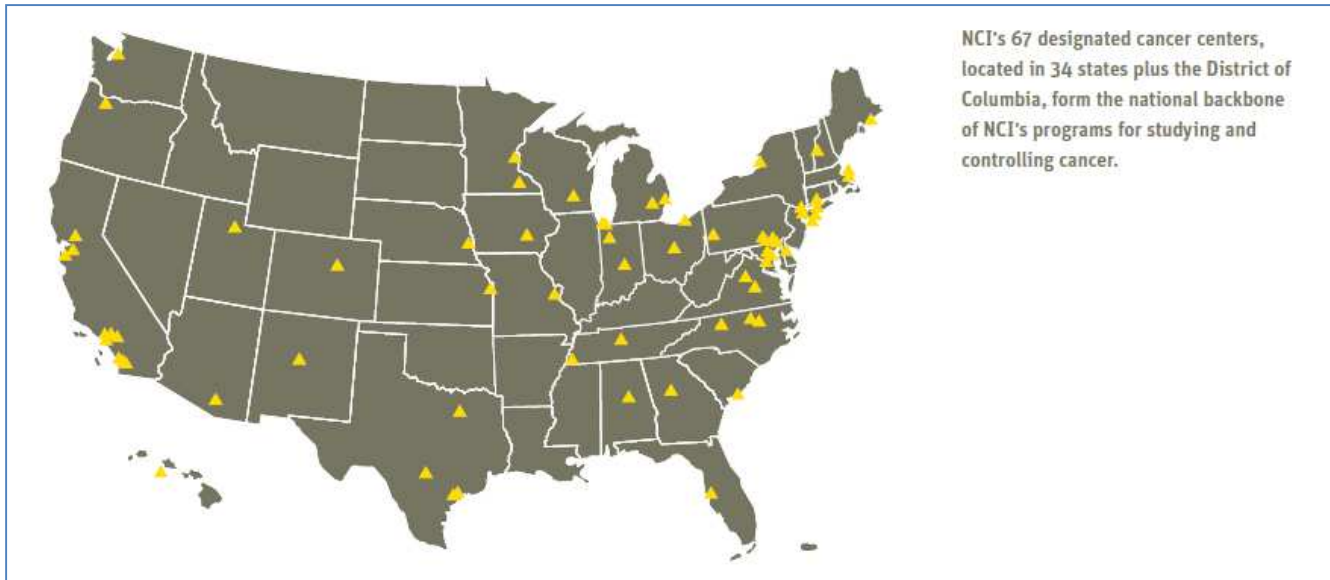 NCI's 67 designated cancer centers,
located in 34 states plus the District of
Columbia, form the national backbone
of NCI's programs for studying and
controlling cancer.